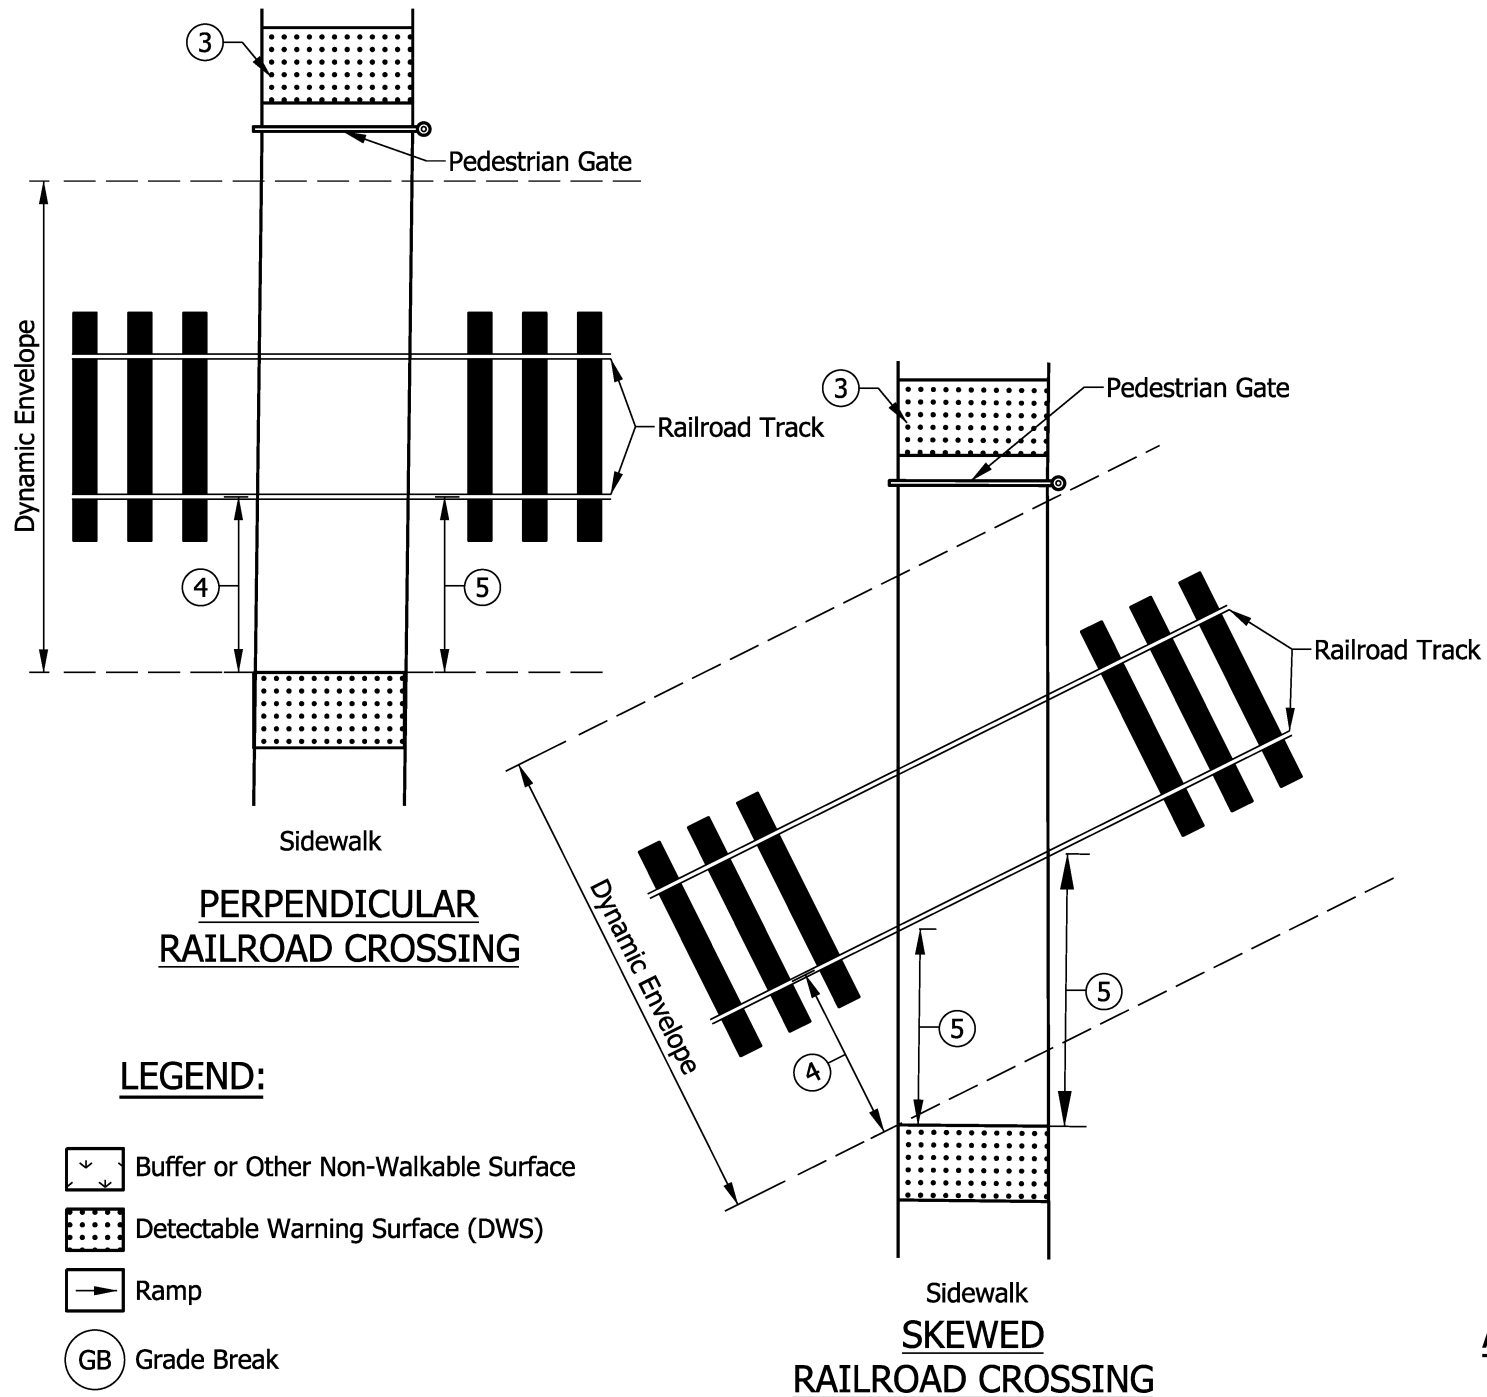 3
Pedestrian Gate
Dynamic Envelope
Railroad Track
4
5
Sidewalk
PERPENDICULAR
RAILROAD CROSSING
3
Pedestrian Gate
Railroad Track
Dynamic Envelope
5
5
4
Sidewalk
SKEWED
RAILROAD CROSSING
LEGEND:
Buffer or Other Non-Walkable Surface
Detectable Warning Surface (DWS)
Ramp
GB Grade Break